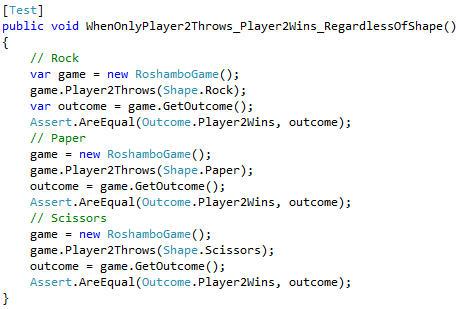 [Test]
public void WhenOnlyPlayer2Throws_Player2Wins_RegardlessOfShape()
{
    // Rock
    var game = new RoshamboGame();
    game.Player2Throws(Shape.Rock);
    var outcome = game.GetOutcome();
    Assert.AreEqual(Outcome.Player2Wins, outcome);
    // Paper
    game = new RoshamboGame();
    game.Player2Throws(Shape.Paper);
    outcome = game.GetOutcome();
    Assert.AreEqual(Outcome.Player2Wins, outcome);
    // Scissors
    game = new RoshamboGame();
    game.Player2Throws(Shape.Scissors);
    outcome = game.GetOutcome();
    Assert.AreEqual(Outcome.Player2Wins, outcome);
}